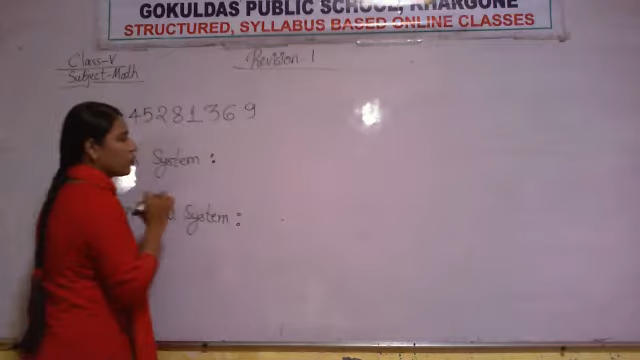 GOKULDAS PUBLIC SCHOOL, KHARGONE
STRUCTURED, SYLLABUS BASED ONLINE CLASSES
Class-V
Subject-Math
Revision-1
45281369
System :
System :